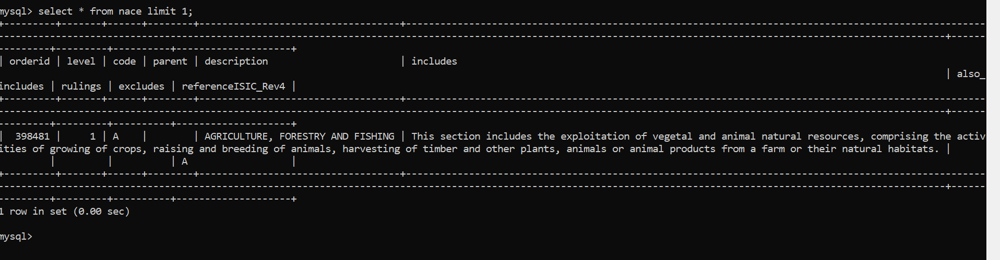 mysql> select * from nace limit 1;
+---------+-------+------+--------+-----------------------------------+-----------------------------------------------------------------------------------------------------
---------------------------------------------------------------------------------------------------------------------------------------------------------------------+------
---------+---------+----------+--------------------+
| orderid | level | code | parent | description                       | includes
                                                                                                                                                                     | also_
includes | rulings | excludes | referenceISIC_Rev4 |
+---------+-------+------+--------+-----------------------------------+-----------------------------------------------------------------------------------------------------
---------------------------------------------------------------------------------------------------------------------------------------------------------------------+------
---------+---------+----------+--------------------+
|  398481 |     1 | A    |        | AGRICULTURE, FORESTRY AND FISHING | This section includes the exploitation of vegetal and animal natural resources, comprising the activ
ities of growing of crops, raising and breeding of animals, harvesting of timber and other plants, animals or animal products from a farm or their natural habitats. |
         |         |          | A                  |
+---------+-------+------+--------+-----------------------------------+-----------------------------------------------------------------------------------------------------
---------------------------------------------------------------------------------------------------------------------------------------------------------------------+------
---------+---------+----------+--------------------+
1 row in set (0.00 sec)
mysql>